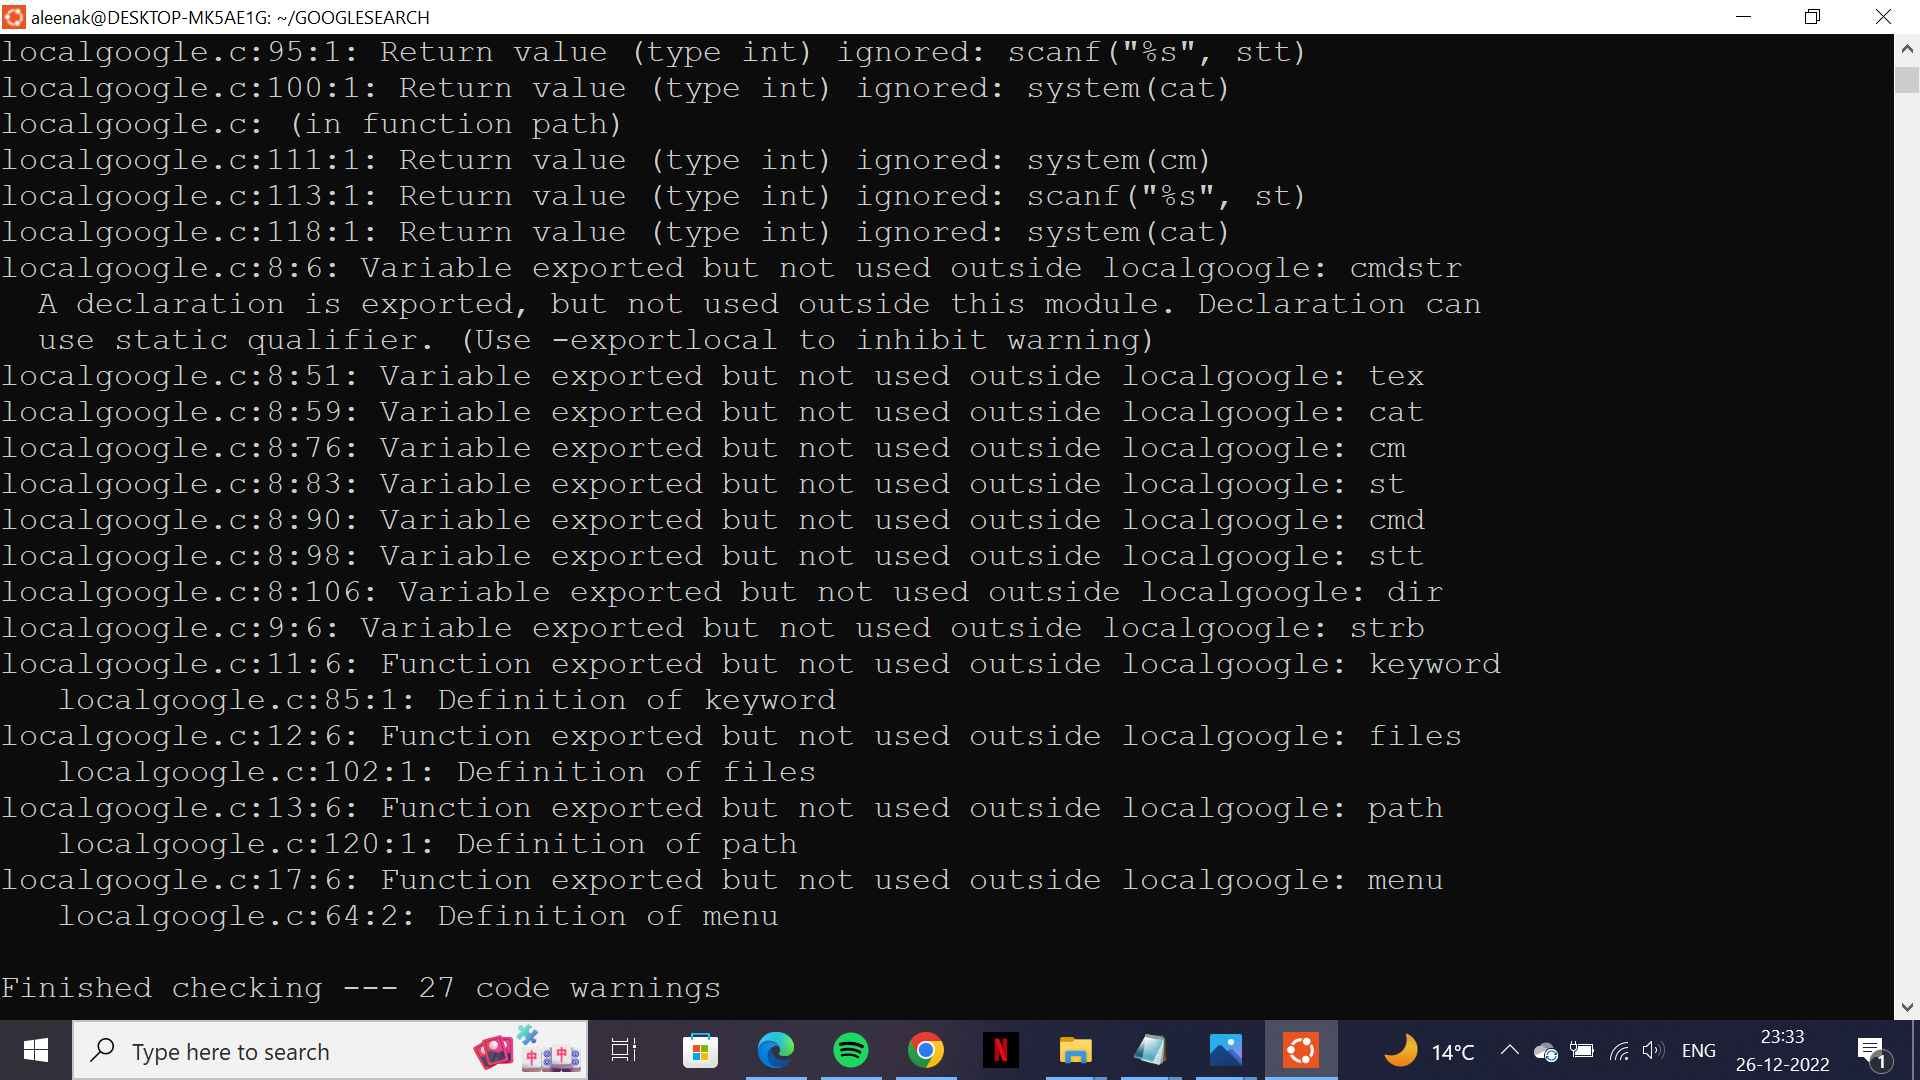 aleenak@DESKTOP-MK5AE1G: ~/GOOGLESEARCH
localgoogle.c:95:1: Return value (type int) ignored: scanf("%s", stt)
localgoogle.c:100:1: Return value (type int) ignored: system(cat)
localgoogle.c: (in function path)
localgoogle.c:111:1: Return value (type int) ignored: system(cm)
localgoogle.c:113:1: Return value (type int) ignored: scanf("%s", st)
localgoogle.c:118:1: Return value (type int) ignored: system(cat)
localgoogle.c:8:6: Variable exported but not used outside localgoogle: cmdstr
  A declaration is exported, but not used outside this module. Declaration can
  use static qualifier. (Use -exportlocal to inhibit warning)
localgoogle.c:8:51: Variable exported but not used outside localgoogle: tex
localgoogle.c:8:59: Variable exported but not used outside localgoogle: cat
localgoogle.c:8:76: Variable exported but not used outside localgoogle: cm
localgoogle.c:8:83: Variable exported but not used outside localgoogle: st
localgoogle.c:8:90: Variable exported but not used outside localgoogle: cmd
localgoogle.c:8:98: Variable exported but not used outside localgoogle: stt
localgoogle.c:8:106: Variable exported but not used outside localgoogle: dir
localgoogle.c:9:6: Variable exported but not used outside localgoogle: strb
localgoogle.c:11:6: Function exported but not used outside localgoogle: keyword
   localgoogle.c:85:1: Definition of keyword
localgoogle.c:12:6: Function exported but not used outside localgoogle: files
   localgoogle.c:102:1: Definition of files
localgoogle.c:13:6: Function exported but not used outside localgoogle: path
   localgoogle.c:120:1: Definition of path
localgoogle.c:17:6: Function exported but not used outside localgoogle: menu
   localgoogle.c:64:2: Definition of menu
Finished checking --- 27 code warnings
Type here to search
14°C
ENG
23:33
26-12-2022
1